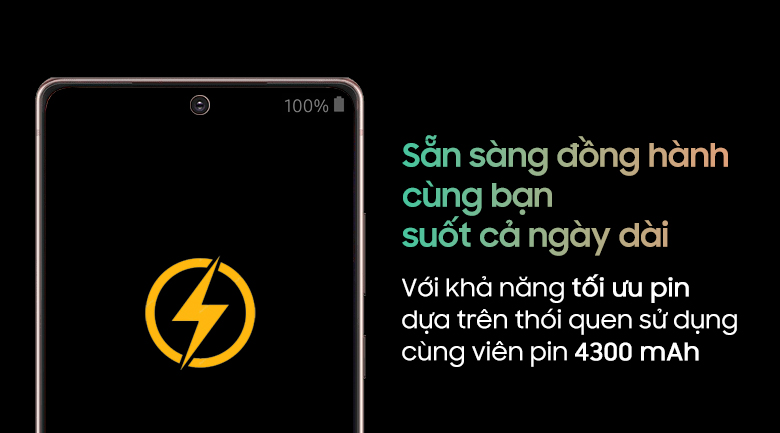 100%
Sẵn sàng đồng hành
cùng bạn
suốt cả ngày dài
Với khả năng tối ưu pin
dựa trên thói quen sử dụng
cùng viên pin 4300 mAh